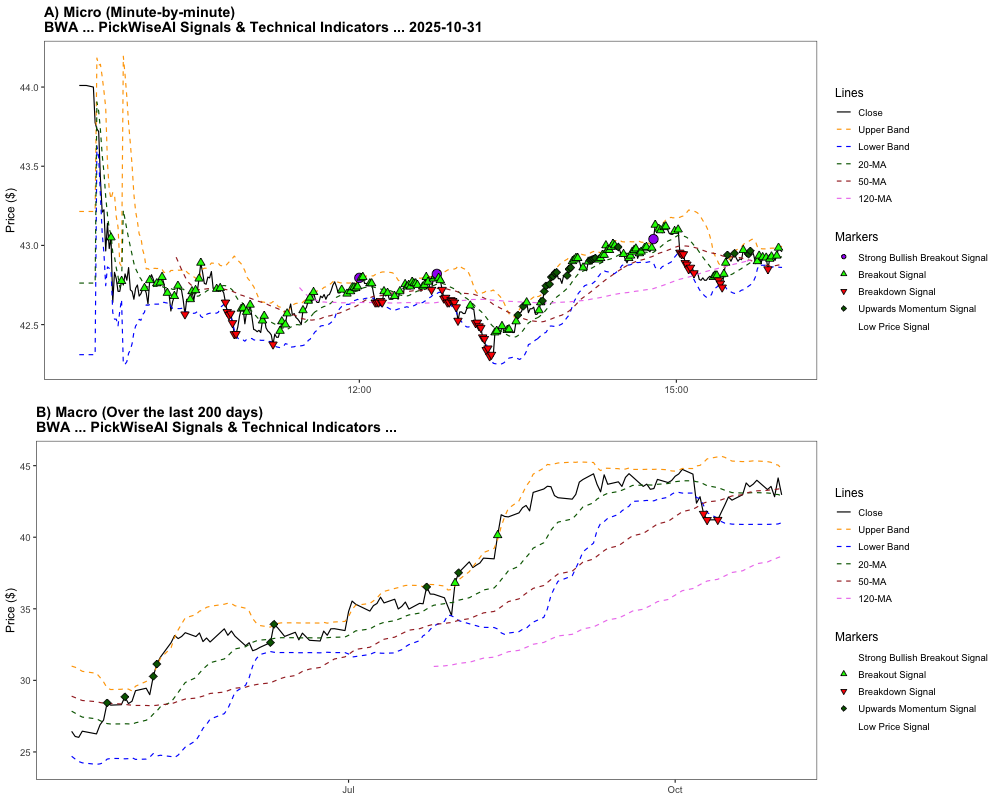 A) Micro (Minute-by-minute)
BWA ... PickWiseAI Signals & Technical Indicators ... 2025-10-31
44.0
43.5
43.0
42.5
Price ($)
12:00
15:00
Lines
Close
Upper Band
Lower Band
20-MA
50-MA
120-MA
Markers
Strong Bullish Breakout Signal
Breakout Signal
Breakdown Signal
Upwards Momentum Signal
Low Price Signal
B) Macro (Over the last 200 days)
BWA ... PickWiseAI Signals & Technical Indicators ...
45
40
35
30
25
Price ($)
Jul
Oct
Lines
Close
Upper Band
Lower Band
20-MA
50-MA
120-MA
Markers
Strong Bullish Breakout Signal
Breakout Signal
Breakdown Signal
Upwards Momentum Signal
Low Price Signal